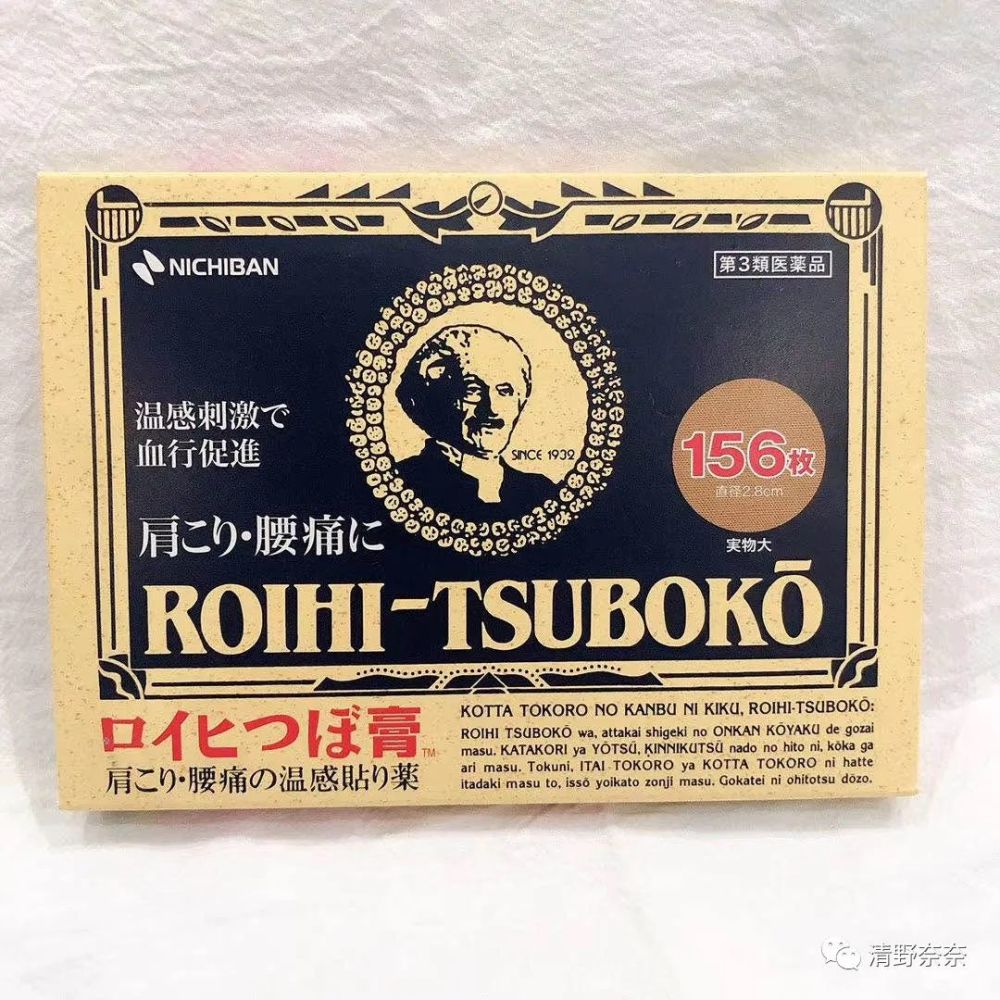 NICHIBAN
第3類医薬品
温感刺激で
血行促進
SINCE 1932
156枚
直径2.8cm
実物大
肩こり・腰痛に
ROIHI-TSUBOKŌ
ロイヒつぼ膏™
肩こり・腰痛の温感貼り薬
KOTTA TOKORO NO KANBU NI KIKU, ROIHI-TSUBOKŌ:
ROIHI TSUBOKŌ wa, attakai shigeki no ONKAN KŌYAKU de gozai
masu. KATAKORI ya YŌTSŪ, KINNIKUTSŪ nado no hito ni, kōka ga
ari masu. Tokuni, ITAI TOKORO ya KOTTA TOKORO ni hatte
itadaki masu to, issō yoikato zonji masu. Gokatei ni ohitotsu dōzo.
清野奈奈